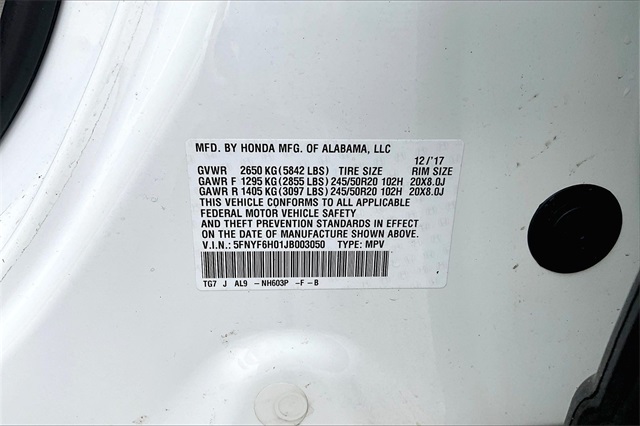 MFD. BY HONDA MFG. OF ALABAMA, LLC
12/'17
GVWR 2650 KG(5842 LBS) TIRE SIZE RIM SIZE
GAWR F 1295 KG(2855 LBS) 245/50R20 102H 20X8.0J
GAWR R 1405 KG(3097 LBS) 245/50R20 102H 20X8.0J
THIS VEHICLE CONFORMS TO ALL APPLICABLE
FEDERAL MOTOR VEHICLE SAFETY
AND THEFT PREVENTION STANDARDS IN EFFECT
ON THE DATE OF MANUFACTURE SHOWN ABOVE.
V.I.N.: 5FNYF6H01JB003050 TYPE: MPV
TG7 J AL9 -NH603P -F-B